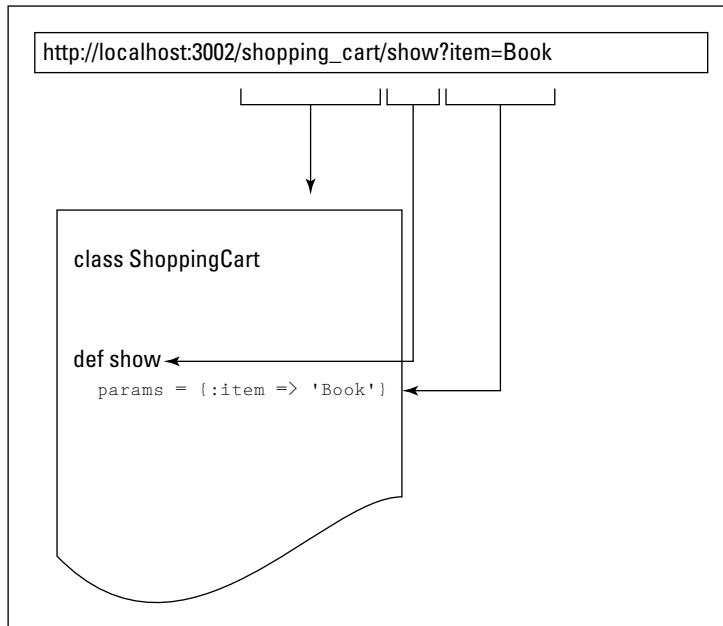 http://localhost:3002/shopping_cart/show?item=Book
class ShoppingCart
def show
params = {:item => 'Book'}